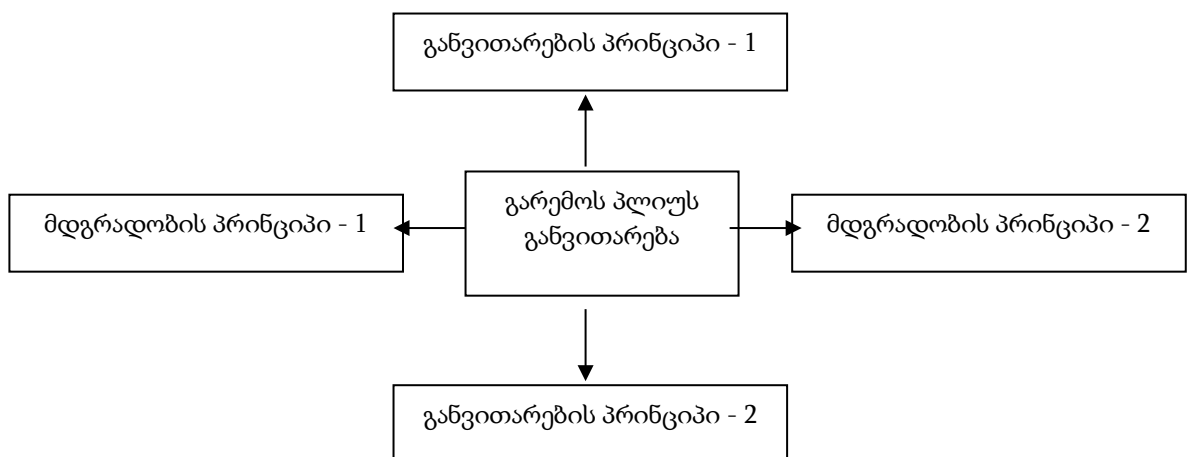 განვითარების პრინციპი - 1
მდგრადობის პრინციპი - 1
გარემოს პლიუს
განვითარება
მდგრადობის პრინციპი - 2
განვითარების პრინციპი - 2